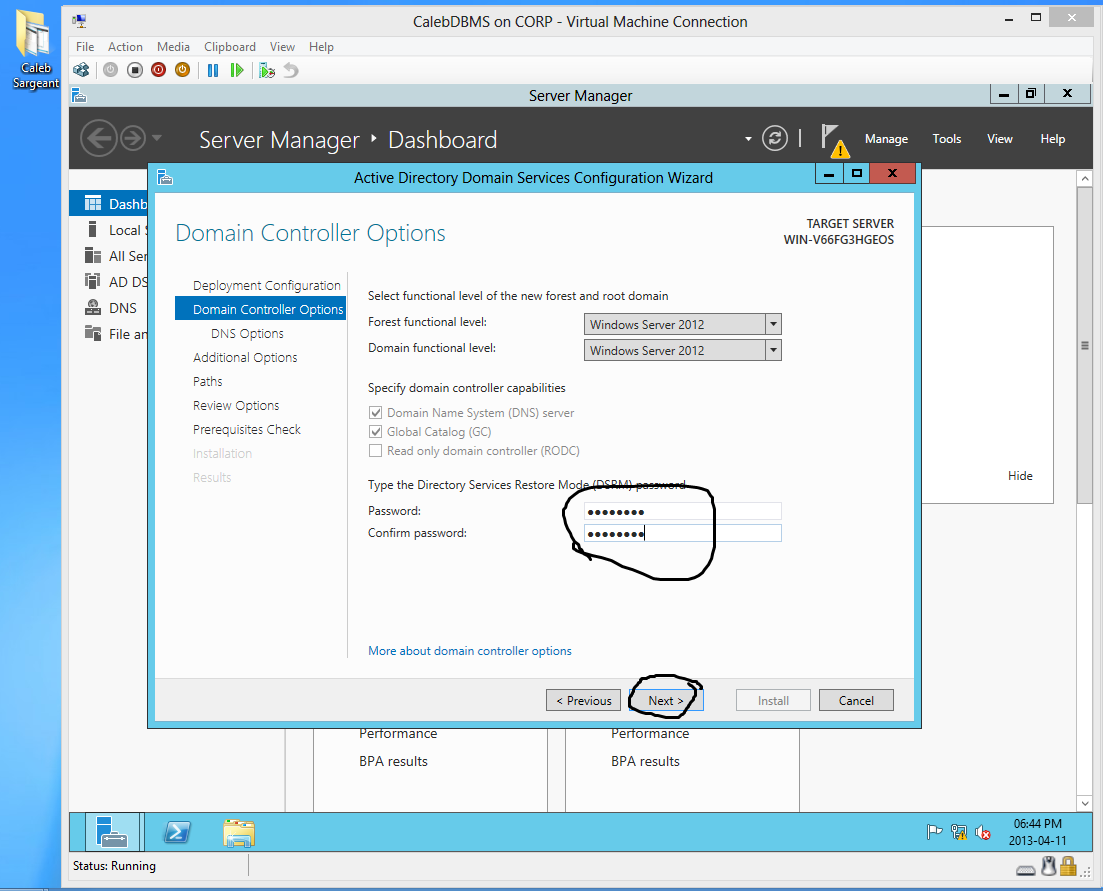 Caleb
Sargeant
CalebDBMS on CORP - Virtual Machine Connection
File Action Media Clipboard View Help
Server Manager
Server Manager Dashboard
Manage Tools View Help
Dashb
Local S
All Ser
AD DS
DNS
File an
Active Directory Domain Services Configuration Wizard
Domain Controller Options
TARGET SERVER
WIN-V66FG3HGEOS
Deployment Configuration
Domain Controller Options
DNS Options
Additional Options
Paths
Review Options
Prerequisites Check
Installation
Results
Select functional level of the new forest and root domain
Forest functional level: Windows Server 2012
Domain functional level: Windows Server 2012
Specify domain controller capabilities
Domain Name System (DNS) server
Global Catalog (GC)
Read only domain controller (RODC)
Type the Directory Services Restore Mode (DSRM) password
Password: ●●●●●●●●
Confirm password: ●●●●●●●●
More about domain controller options
< Previous Next > Install Cancel
Hide
Performance Performance
BPA results BPA results
06:44 PM
2013-04-11
Status: Running